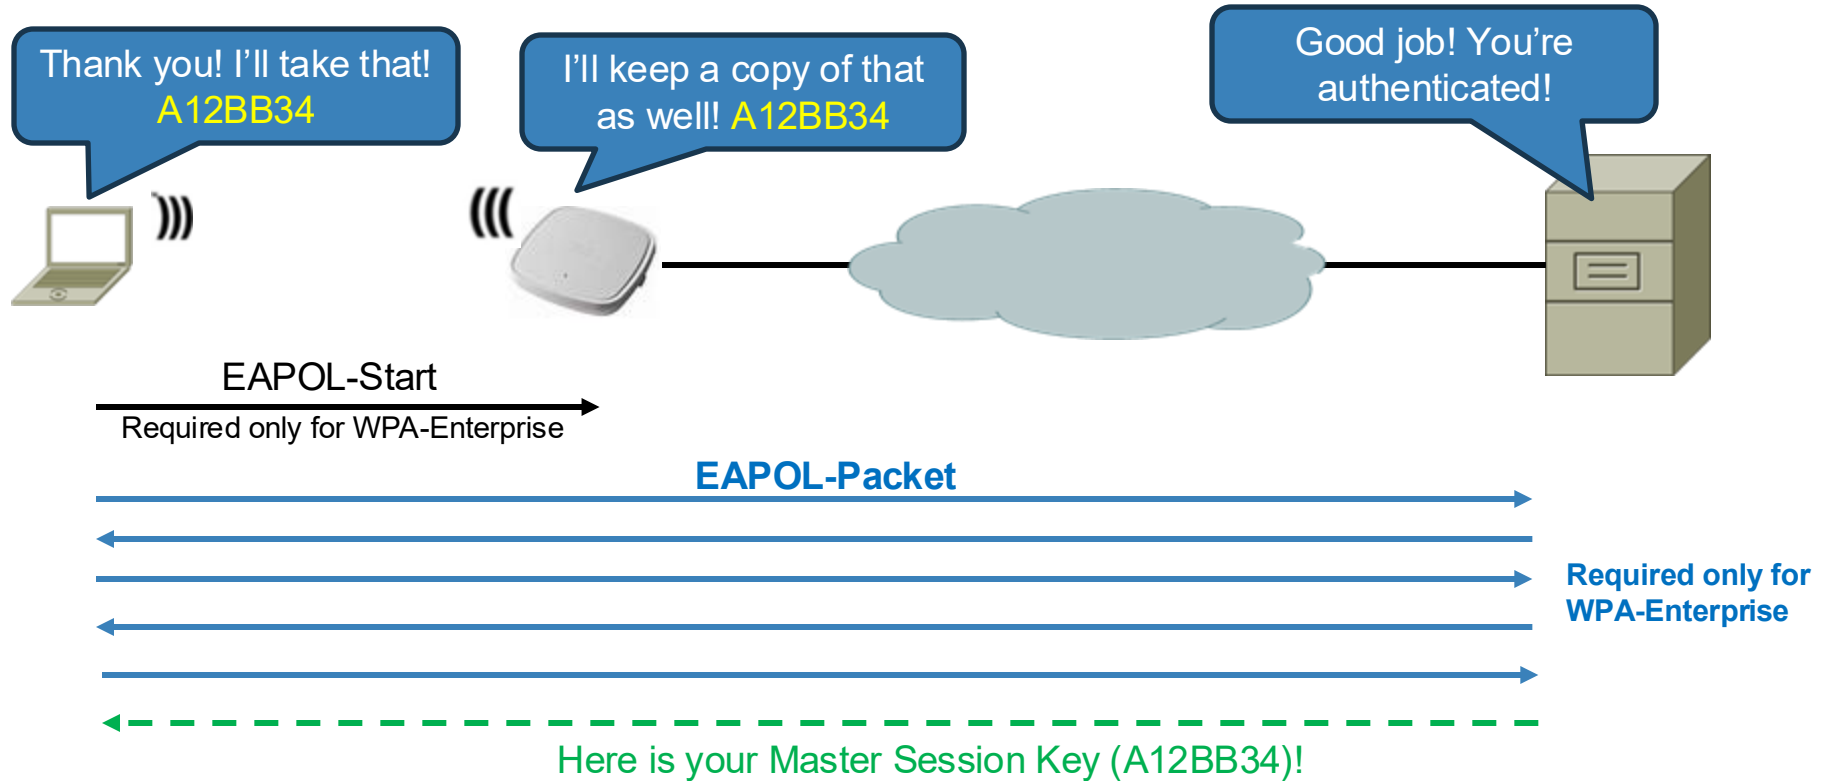 Thank you! I'll take that!
A12BB34
I'll keep a copy of that
as well! A12BB34
Good job! You're
authenticated!
EAPOL-Start
Required only for WPA-Enterprise
EAPOL-Packet
Required only for
WPA-Enterprise
Here is your Master Session Key (A12BB34)!